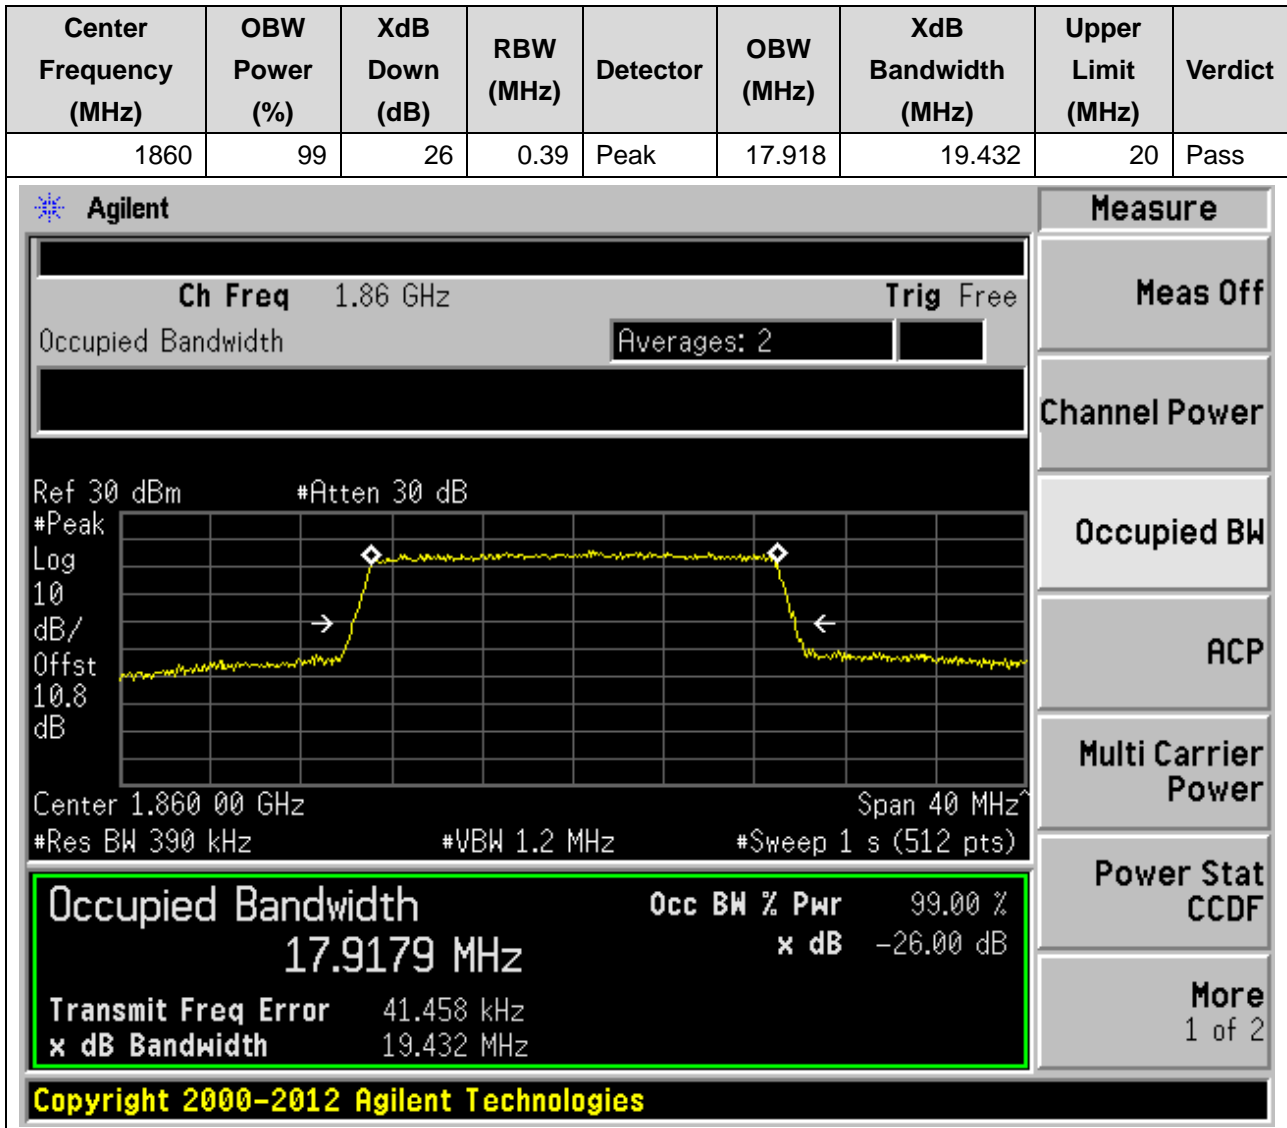 Center Frequency (MHz) OBW Power (%) XdB Down (dB) RBW (MHz) Detector OBW (MHz) XdB Bandwidth (MHz) Upper Limit (MHz) Verdict
1860 99 26 0.39 Peak 17.918 19.432 20 Pass
Agilent
Measure
Ch Freq 1.86 GHz Trig Free
Meas Off
Occupied Bandwidth Averages: 2
Channel Power
Ref 30 dBm #Atten 30 dB
#Peak
Log
10
dB/
Offst
10.8
dB
Occupied BW
ACP
Multi Carrier
Power
Center 1.860 00 GHz Span 40 MHz^
#Res BW 390 kHz #VBW 1.2 MHz #Sweep 1 s (512 pts)
Power Stat
CCDF
Occupied Bandwidth Occ BW % Pwr 99.00 %
17.9179 MHz x dB -26.00 dB
More
1 of 2
Transmit Freq Error 41.458 kHz
x dB Bandwidth 19.432 MHz
Copyright 2000-2012 Agilent Technologies